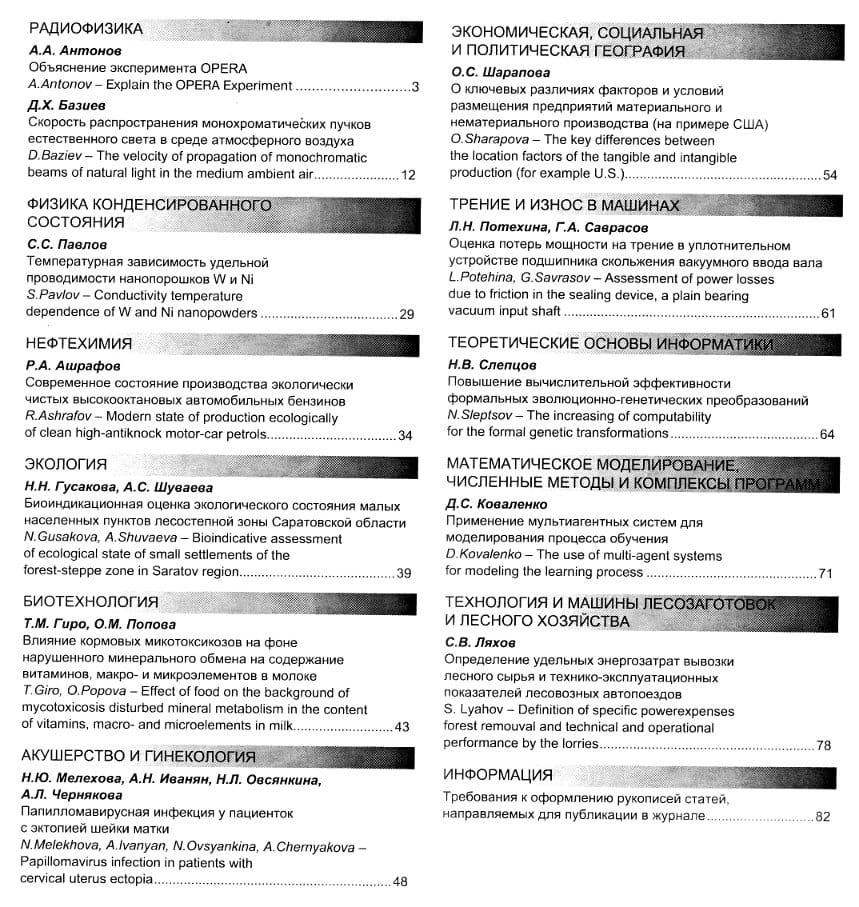 РАДИОФИЗИКА
А.А. Антонов
Объяснение эксперимента OPERA
A.Antonov – Explain the OPERA Experiment ..............................3
Д.Х. Базиев
Скорость распространения монохроматических пучков
естественного света в среде атмосферного воздуха
D.Baziev – The velocity of propagation of monochromatic
beams of natural light in the medium ambient air......................12
ФИЗИКА КОНДЕНСИРОВАННОГО
СОСТОЯНИЯ
С.С. Павлов
Температурная зависимость удельной
проводимости нанопорошков W и Ni
S.Pavlov – Conductivity temperature
dependence of W and Ni nanopowders ...................................29
НЕФТЕХИМИЯ
Р.А. Ашрафов
Современное состояние производства экологически
чистых высокооктановых автомобильных бензинов
R.Ashrafov – Modern state of production ecologically
of clean high-antiknock motor-car petrols.................................34
ЭКОЛОГИЯ
Н.Н. Гусакова, А.С. Шуваева
Биоиндикационная оценка экологического состояния малых
населенных пунктов лесостепной зоны Саратовской области
N.Gusakova, A.Shuvaeva – Bioindicative assessment
of ecological state of small settlements of the
forest-steppe zone in Saratov region........................................39
БИОТЕХНОЛОГИЯ
Т.М. Гиро, О.М. Попова
Влияние кормовых микотоксикозов на фоне
нарушенного минерального обмена на содержание
витаминов, макро- и микроэлементов в молоке
T.Giro, O.Popova – Effect of food on the background of
mycotoxicosis disturbed mineral metabolism in the content
of vitamins, macro- and microelements in milk..........................43
АКУШЕРСТВО И ГИНЕКОЛОГИЯ
Н.Ю. Мелехова, А.Н. Иванян, Н.Л. Овсянкина,
А.Л. Чернякова
Папилломавирусная инфекция у пациенток
с эктопией шейки матки
N.Melekhova, A.Ivanyan, N.Ovsyankina, A.Chernyakova –
Papillomavirus infection in patients with
cervical uterus ectopia.............................................................48
ЭКОНОМИЧЕСКАЯ, СОЦИАЛЬНАЯ
И ПОЛИТИЧЕСКАЯ ГЕОГРАФИЯ
О.С. Шарапова
О ключевых различиях факторов и условий
размещения предприятий материального и
нематериального производства (на примере США)
O.Sharapova – The key differences between
the location factors of the tangible and intangible
production (for example U.S.)...................................................54
ТРЕНИЕ И ИЗНОС В МАШИНАХ
Л.Н. Потехина, Г.А. Саврасов
Оценка потерь мощности на трение в уплотнительном
устройстве подшипника скольжения вакуумного ввода вала
L.Potehina, G.Savrasov – Assessment of power losses
due to friction in the sealing device, a plain bearing
vacuum input shaft ..................................................................61
ТЕОРЕТИЧЕСКИЕ ОСНОВЫ ИНФОРМАТИКИ
Н.В. Слепцов
Повышение вычислительной эффективности
формальных эволюционно-генетических преобразований
N.Sleptsov – The increasing of computability
for the formal genetic transformations.......................................64
МАТЕМАТИЧЕСКОЕ МОДЕЛИРОВАНИЕ,
ЧИСЛЕННЫЕ МЕТОДЫ И КОМПЛЕКСЫ ПРОГРАММ
Д.С. Коваленко
Применение мультиагентных систем для
моделирования процесса обучения
D.Kovalenko – The use of multi-agent systems
for modeling the learning process ............................................71
ТЕХНОЛОГИЯ И МАШИНЫ ЛЕСОЗАГОТОВОК
И ЛЕСНОГО ХОЗЯЙСТВА
С.В. Ляхов
Определение удельных энергозатрат вывозки
лесного сырья и технико-эксплуатационных
показателей лесовозных автопоездов
S. Lyahov – Definition of specific powerexpenses
forest remouval and technical and operational
performance by the lorries........................................................78
ИНФОРМАЦИЯ
Требования к оформлению рукописей статей,
направляемых для публикации в журнале............................82